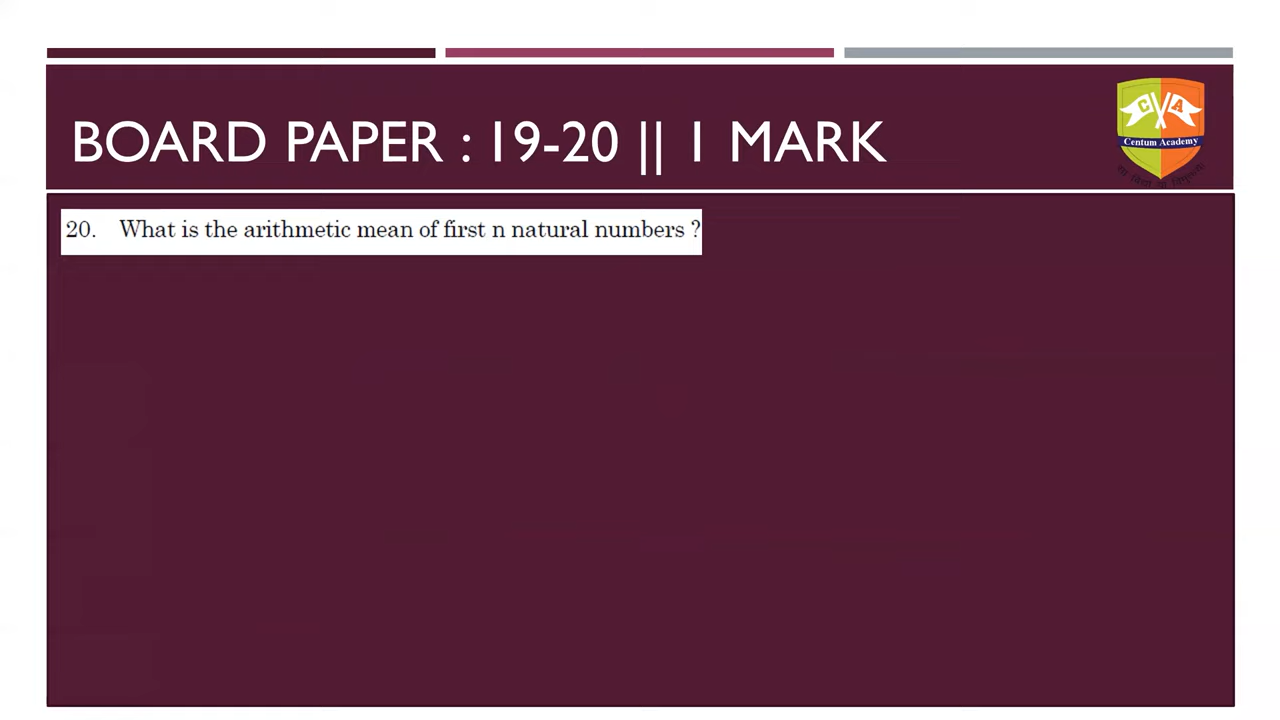 BOARD PAPER : 19-20 || 1 MARK
C A
Centum Academy
20. What is the arithmetic mean of first n natural numbers ?